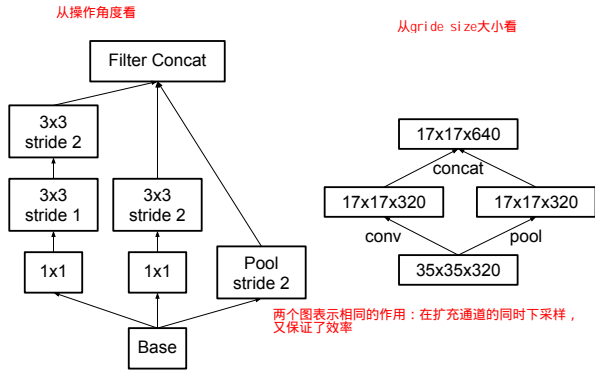 从操作角度看
从gride size大小看
Filter Concat
3x3
stride 2
3x3
stride 1
3x3
stride 2
1x1
1x1
Pool
stride 2
Base
17x17x640
concat
17x17x320
17x17x320
conv
pool
35x35x320
两个图表示相同的作用：在扩充通道的同时下采样，
又保证了效率